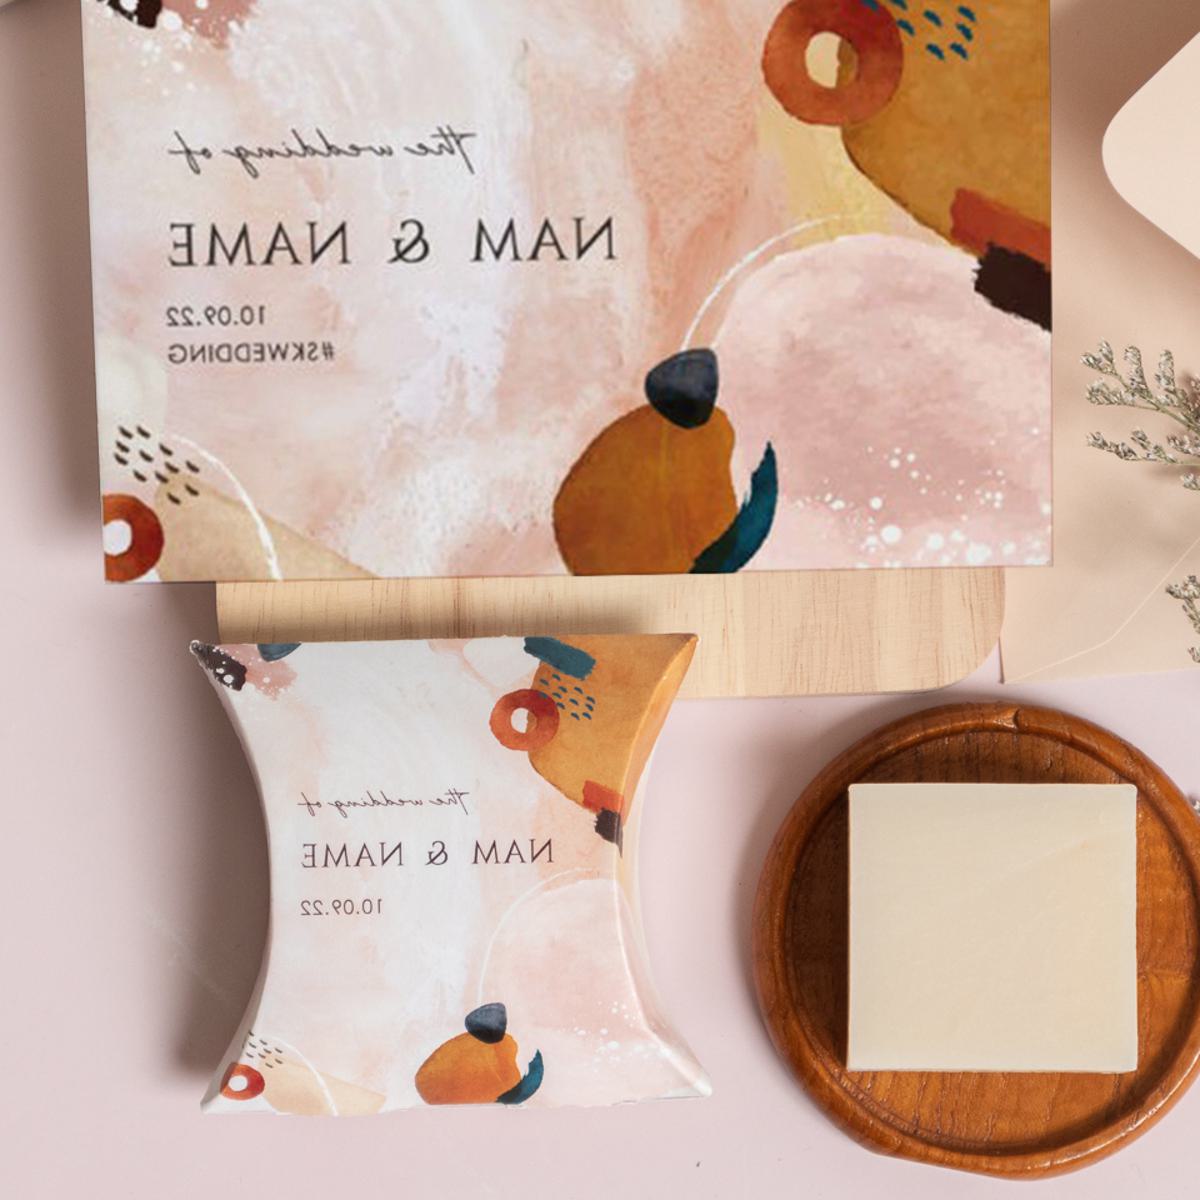 The wedding of
NAM & NAME
10.09.22
#SKWEDDING
The wedding of
NAM & NAME
10.09.22